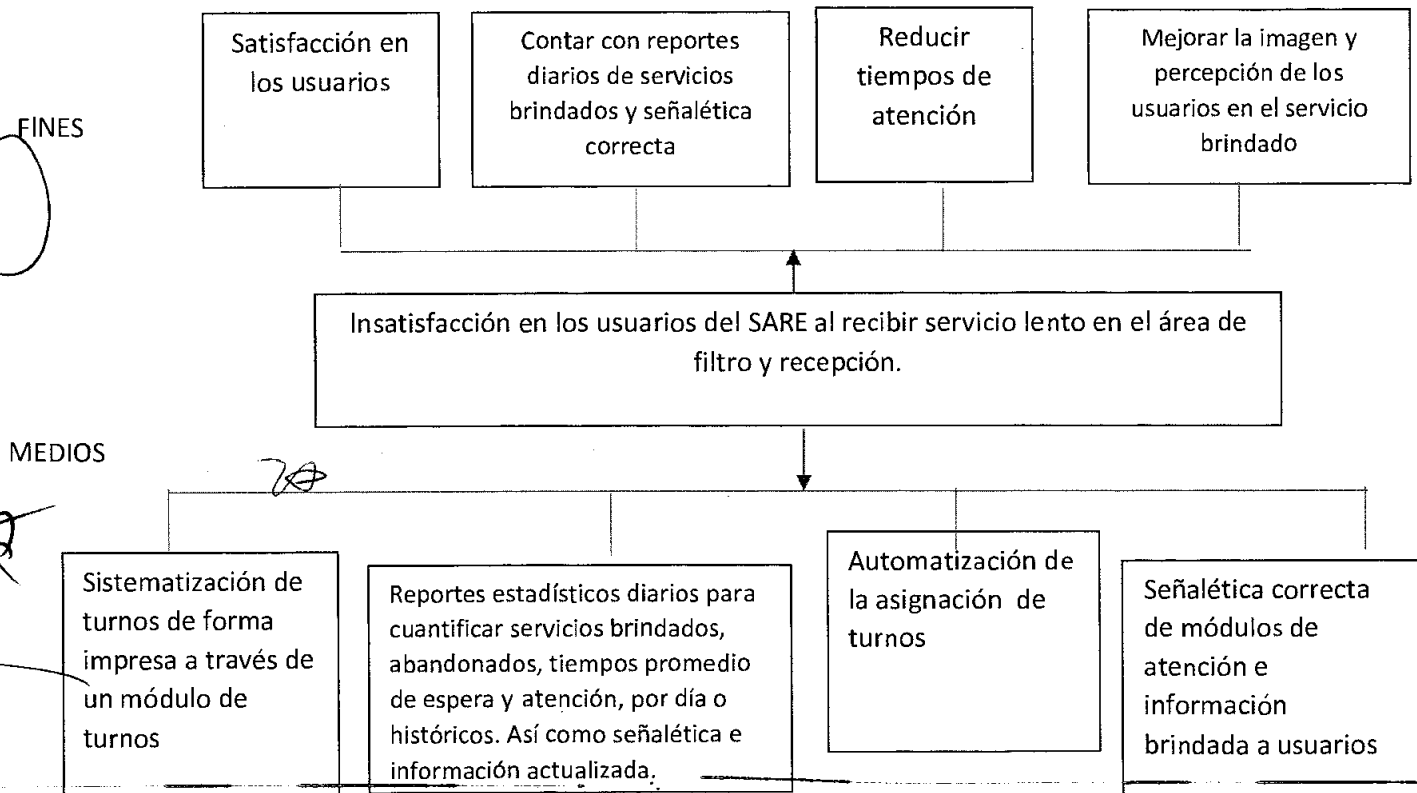 Satisfacción en
los usuarios
Contar con reportes
diarios de servicios
brindados y señalética
correcta
Reducir
tiempos de
atención
Mejorar la imagen y
percepción de los
usuarios en el servicio
brindado
FINES
Insatisfacción en los usuarios del SARE al recibir servicio lento en el área de
filtro y recepción.
MEDIOS
Sistematización de
turnos de forma
impresa a través de
un módulo de
turnos
Reportes estadísticos diarios para
cuantificar servicios brindados,
abandonados, tiempos promedio
de espera y atención, por día o
históricos. Así como señalética e
información actualizada.
Automatización de
la asignación de
turnos
Señalética correcta
de módulos de
atención e
información
brindada a usuarios